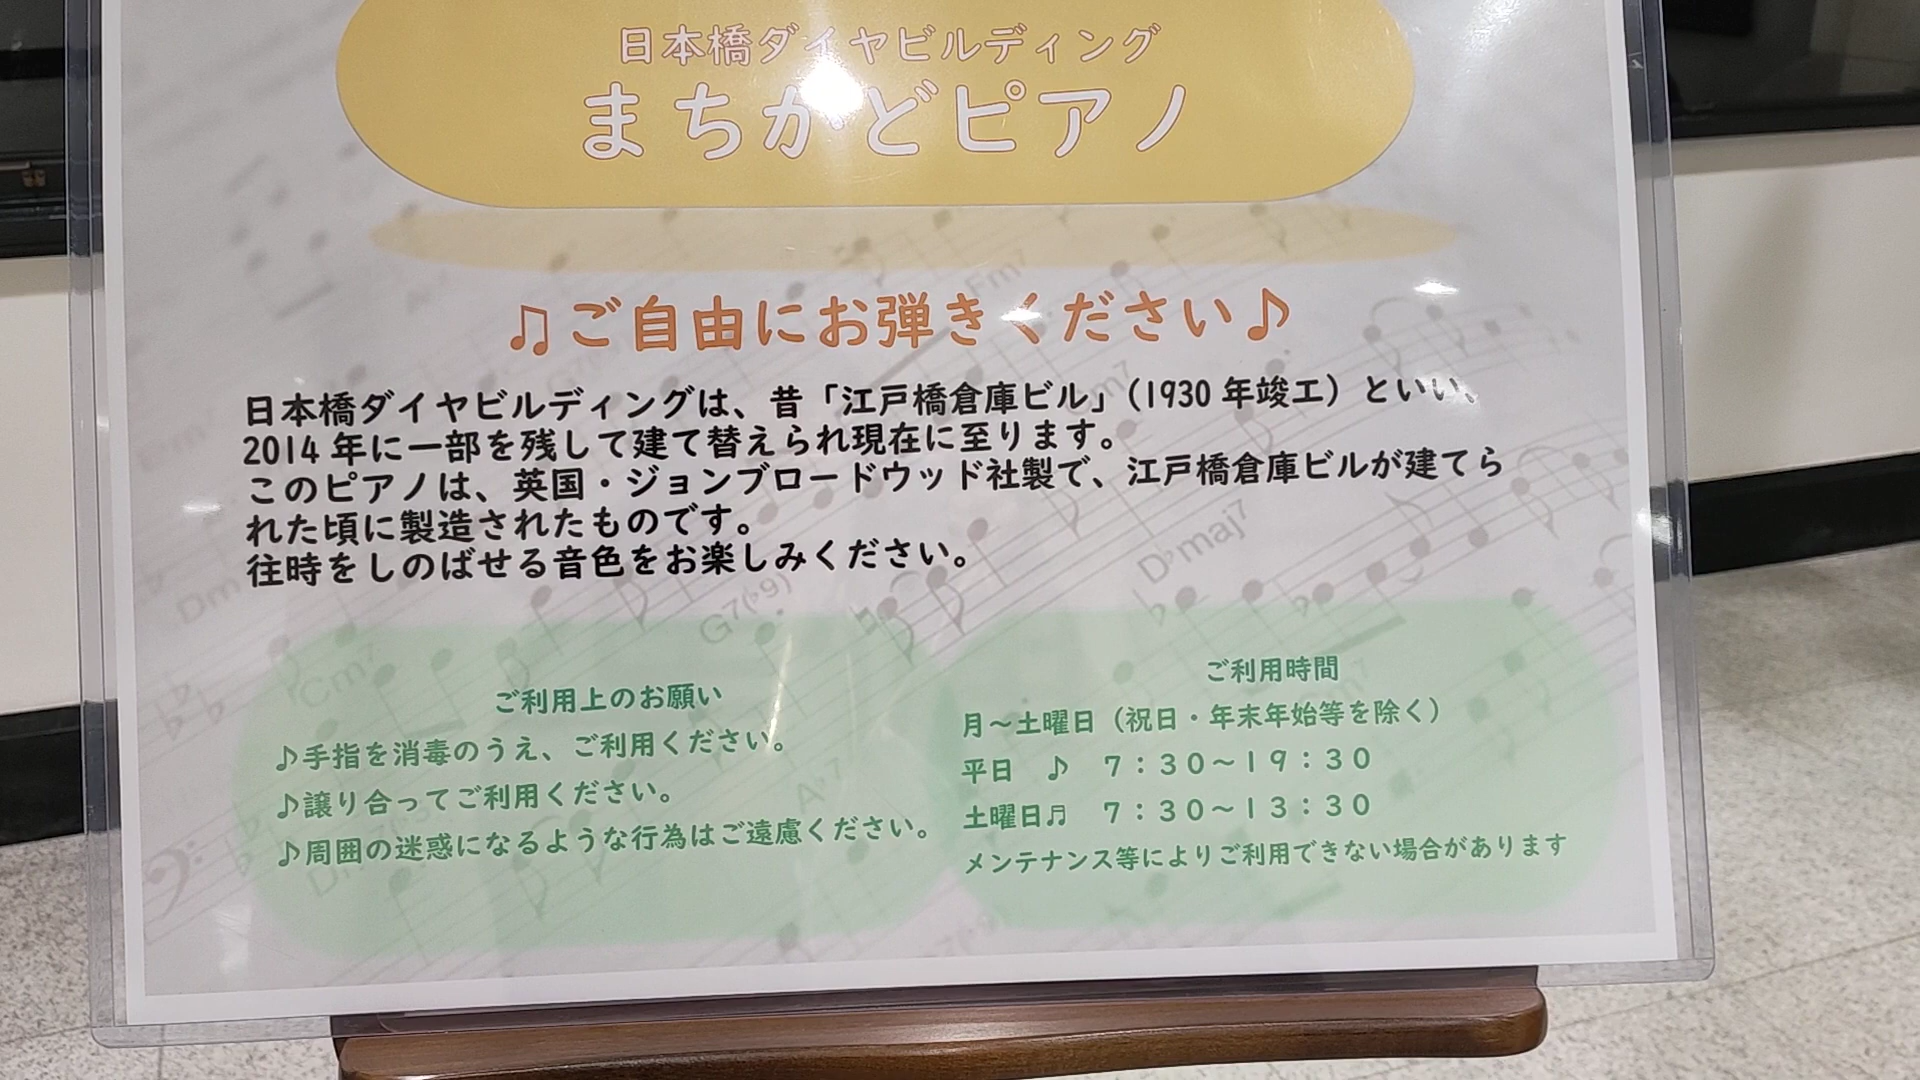 日本橋ダイヤビルディング
まちかどピアノ
♫ご自由にお弾きください♪
日本橋ダイヤビルディングは、昔「江戸橋倉庫ビル」（1930年竣工）といい、
2014年に一部を残して建て替えられ現在に至ります。
このピアノは、英国・ジョンブロードウッド社製で、江戸橋倉庫ビルが建てら
れた頃に製造されたものです。
往時をしのばせる音色をお楽しみください。
ご利用上のお願い
♪手指を消毒のうえ、ご利用ください。
♪譲り合ってご利用ください。
♪周囲の迷惑になるような行為はご遠慮ください。
ご利用時間
月～土曜日（祝日・年末年始等を除く）
平日　♪　７：３０～１９：３０
土曜日♬　７：３０～１３：３０
メンテナンス等によりご利用できない場合があります
Fm7
D♭maj7
G7(♭9)
Cm7